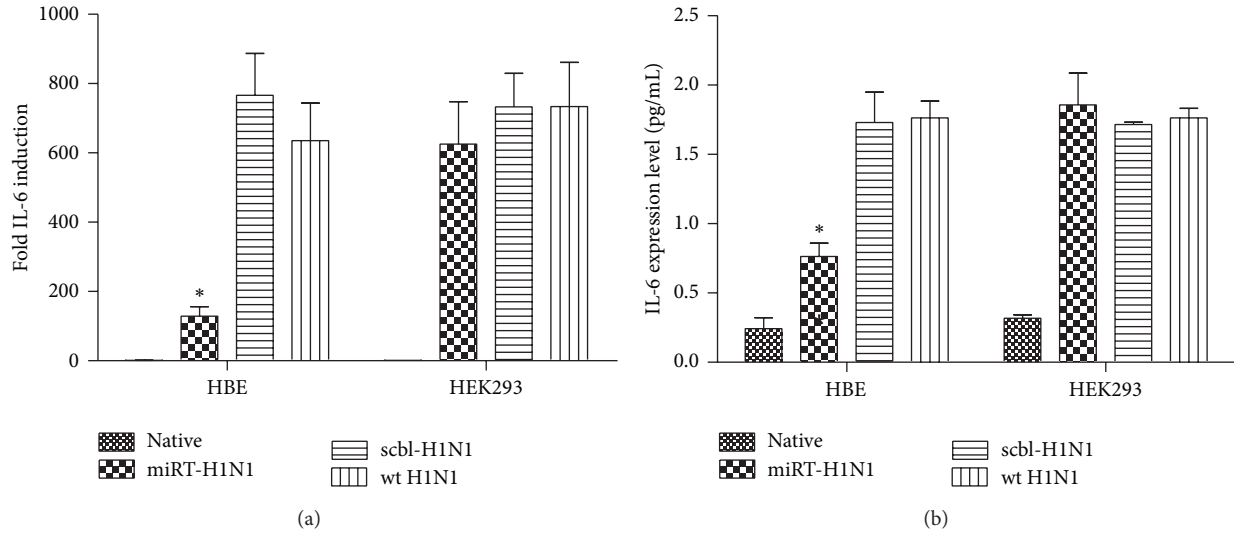 1000
800
600
400
200
0
Fold IL-6 induction
*
HBE
HEK293
Native
miRT-H1N1
scbl-H1N1
wt H1N1
(a)
2.5
2.0
1.5
1.0
0.5
0.0
IL-6 expression level (pg/mL)
*
*
HBE
HEK293
Native
miRT-H1N1
scbl-H1N1
wt H1N1
(b)